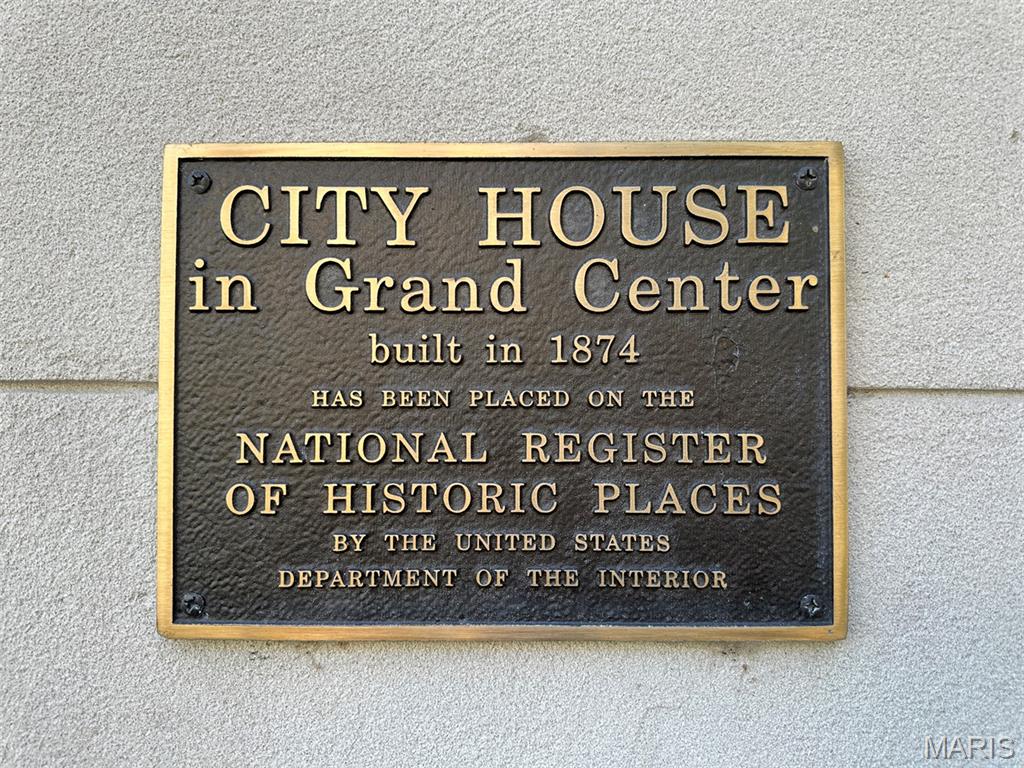 CITY HOUSE
in Grand Center
built in 1874
HAS BEEN PLACED ON THE
NATIONAL REGISTER
OF HISTORIC PLACES
BY THE UNITED STATES
DEPARTMENT OF THE INTERIOR
MARIS